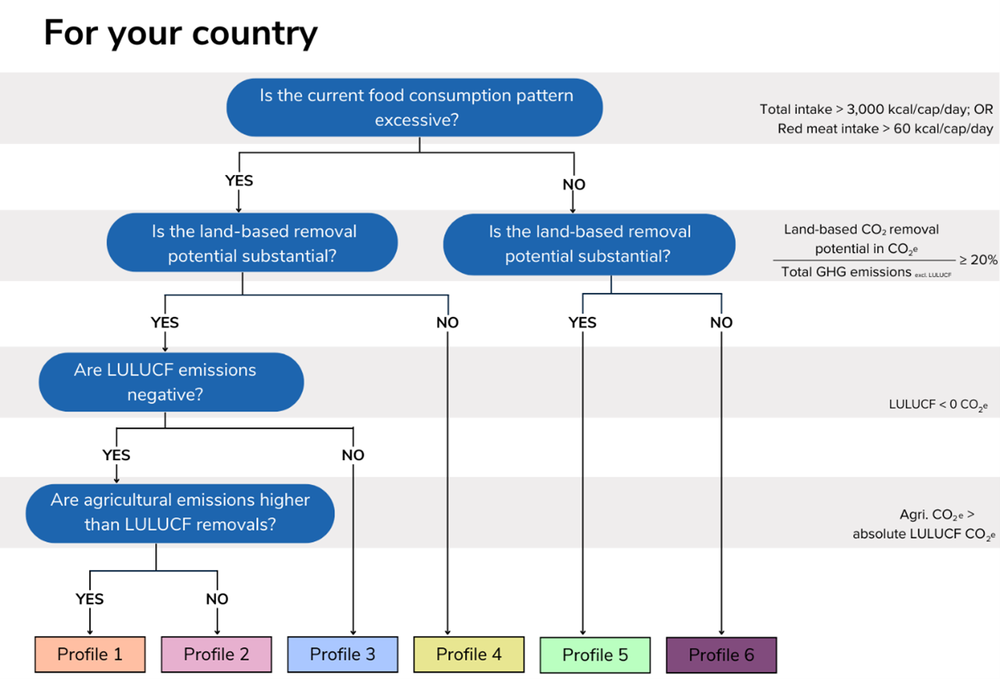 For your country
Is the current food consumption pattern
excessive?
Total intake > 3,000 kcal/cap/day; OR
Red meat intake > 60 kcal/cap/day
YES
NO
Is the land-based removal
potential substantial?
Is the land-based removal
potential substantial?
Land-based CO₂ removal
potential in CO₂e
≥ 20%
Total GHG emissions excl. LULUCF
YES
NO
YES
NO
Are LULUCF emissions
negative?
LULUCF < 0 CO₂e
YES
NO
Are agricultural emissions higher
than LULUCF removals?
Agri. CO₂e >
absolute LULUCF CO₂e
YES
NO
Profile 1
Profile 2
Profile 3
Profile 4
Profile 5
Profile 6